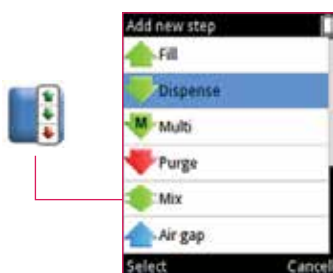 Add new step
Fill
Dispense
M Multi
Purge
Mix
Air gap
Select Cancel